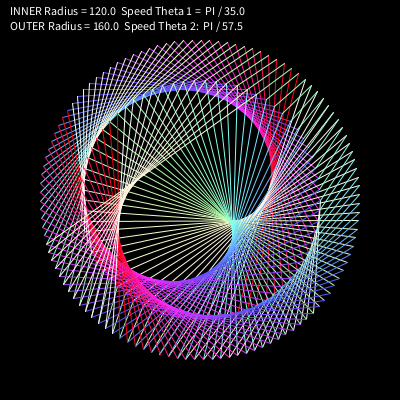 INNER Radius = 120.0  Speed Theta 1 =  PI / 35.0
OUTER Radius = 160.0  Speed Theta 2:  PI / 57.5